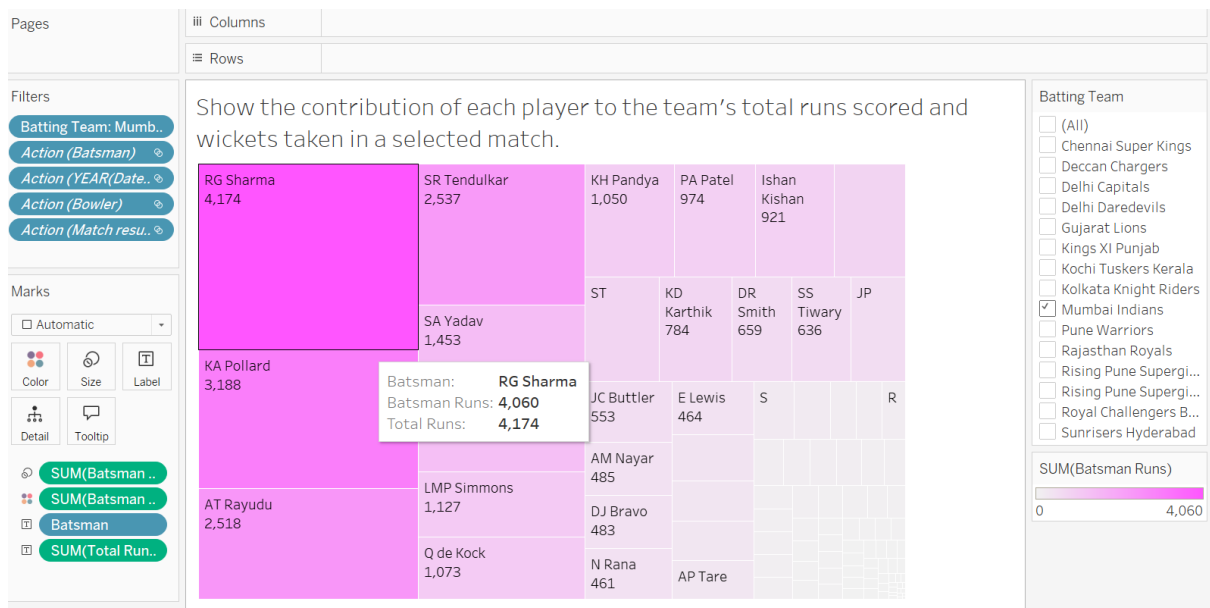 Pages
Columns
Rows
Filters
Batting Team: Mumb..
Action (Batsman)
Action (YEAR(Date..
Action (Bowler)
Action (Match resu..
Marks
Automatic
Color
Size
Label
Detail
Tooltip
SUM(Batsman ..
SUM(Batsman ..
Batsman
SUM(Total Run..
Show the contribution of each player to the team's total runs scored and
wickets taken in a selected match.
RG Sharma
4,174
KA Pollard
3,188
AT Rayudu
2,518
SR Tendulkar
2,537
SA Yadav
1,453
LMP Simmons
1,127
Q de Kock
1,073
KH Pandya
1,050
PA Patel
974
Ishan
Kishan
921
ST
KD
Karthik
784
DR
Smith
659
SS
Tiwary
636
JP
JC Buttler
553
AM Nayar
485
DJ Bravo
483
N Rana
461
E Lewis
464
AP Tare
S
R
Batsman: RG Sharma
Batsman Runs: 4,060
Total Runs: 4,174
Batting Team
(All)
Chennai Super Kings
Deccan Chargers
Delhi Capitals
Delhi Daredevils
Gujarat Lions
Kings XI Punjab
Kochi Tuskers Kerala
Kolkata Knight Riders
Mumbai Indians
Pune Warriors
Rajasthan Royals
Rising Pune Supergi...
Rising Pune Supergi...
Royal Challengers B...
Sunrisers Hyderabad
SUM(Batsman Runs)
0 4,060